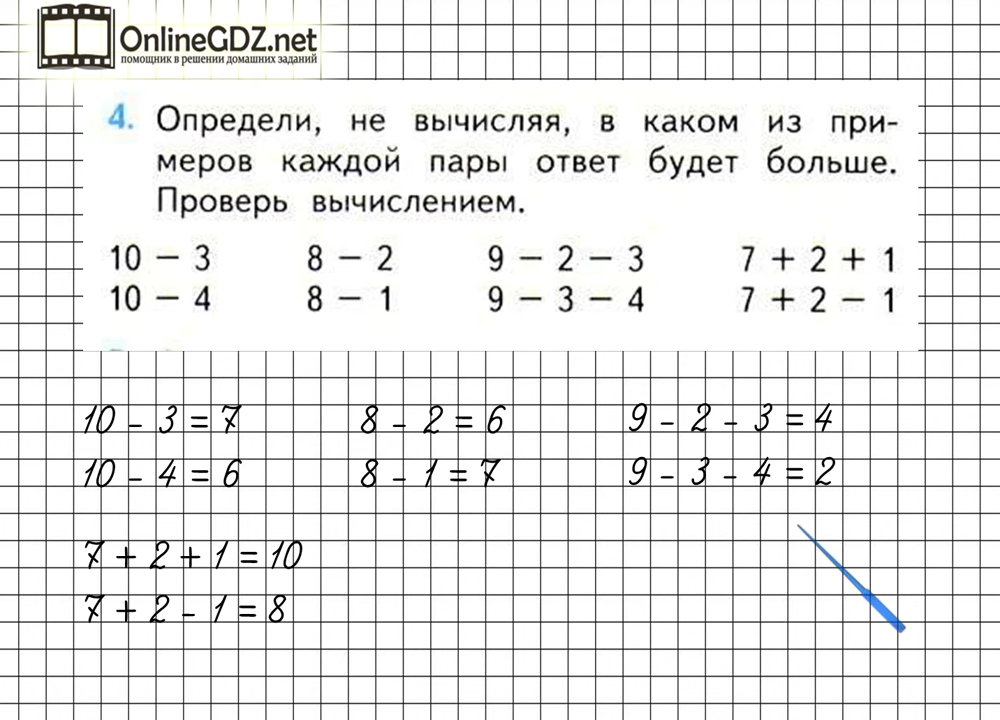 OnlineGDZ.net
помощник в решении домашних заданий
4. Определи, не вычисляя, в каком из при-
меров каждой пары ответ будет больше.
Проверь вычислением.
10 − 3 8 − 2 9 − 2 − 3 7 + 2 + 1
10 − 4 8 − 1 9 − 3 − 4 7 + 2 − 1
10 - 3 = 7 8 - 2 = 6 9 - 2 - 3 = 4
10 - 4 = 6 8 - 1 = 7 9 - 3 - 4 = 2
7 + 2 + 1 = 10
7 + 2 - 1 = 8